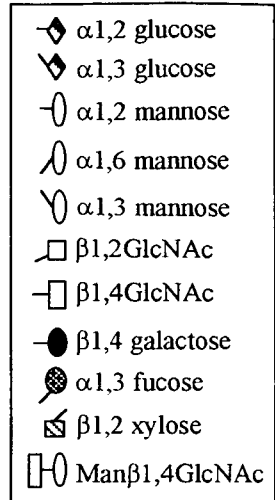 α1,2 glucose
α1,3 glucose
α1,2 mannose
α1,6 mannose
α1,3 mannose
β1,2GlcNAc
β1,4GlcNAc
β1,4 galactose
α1,3 fucose
β1,2 xylose
Manβ1,4GlcNAc